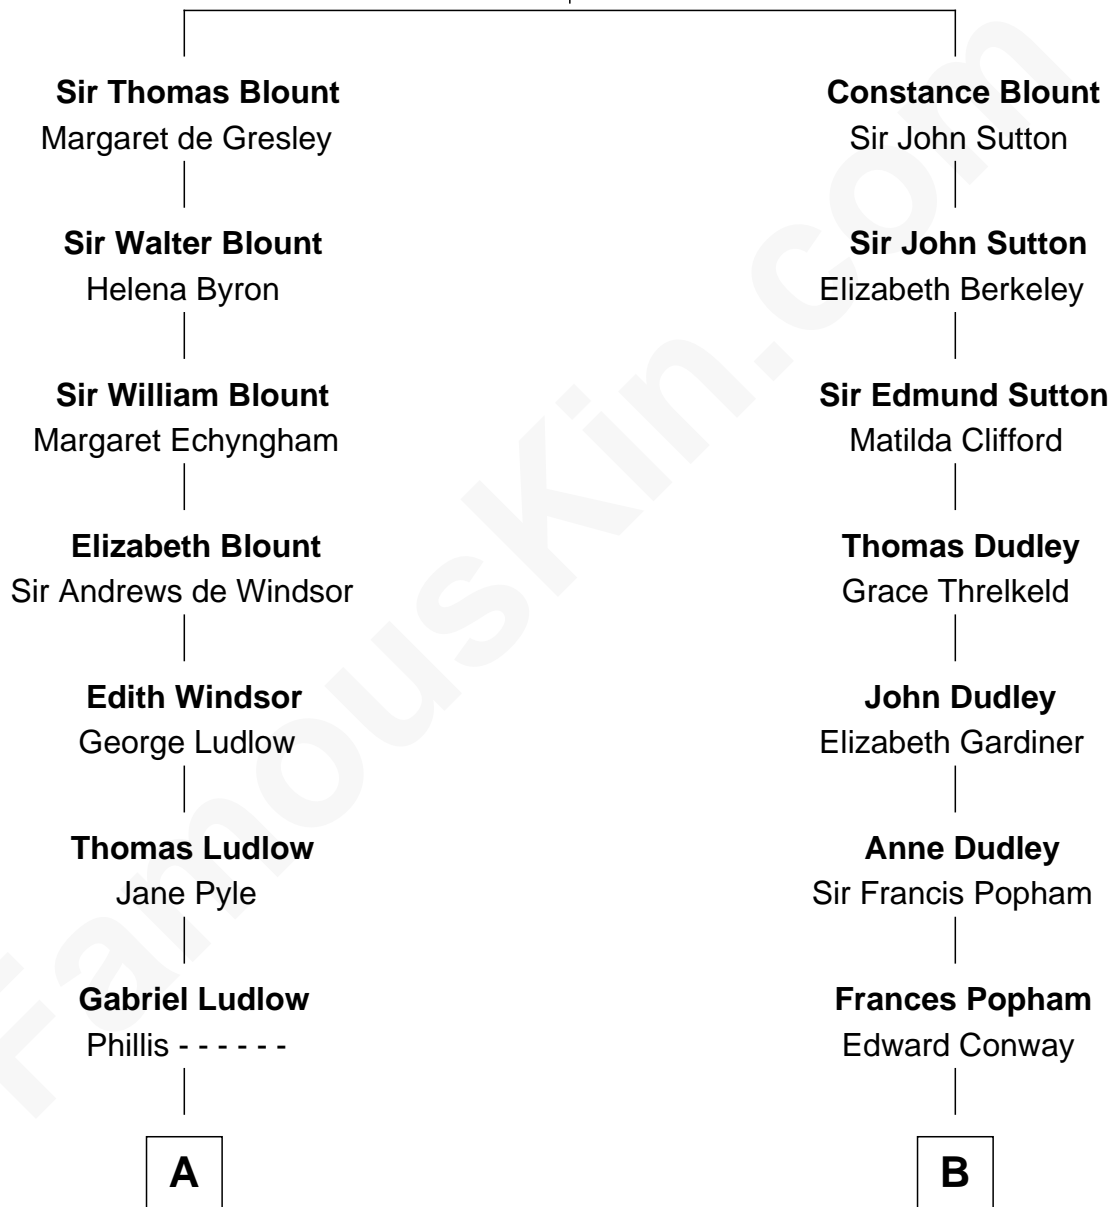 Sir Thomas Blount
Margaret de Gresley
Sir Walter Blount
Helena Byron
Sir William Blount
Margaret Echyngham
Elizabeth Blount
Sir Andrews de Windsor
Edith Windsor
George Ludlow
Thomas Ludlow
Jane Pyle
Gabriel Ludlow
Phillis - - - - - -
A
Constance Blount
Sir John Sutton
Sir John Sutton
Elizabeth Berkeley
Sir Edmund Sutton
Matilda Clifford
Thomas Dudley
Grace Threlkeld
John Dudley
Elizabeth Gardiner
Anne Dudley
Sir Francis Popham
Frances Popham
Edward Conway
B
FamousKin.com